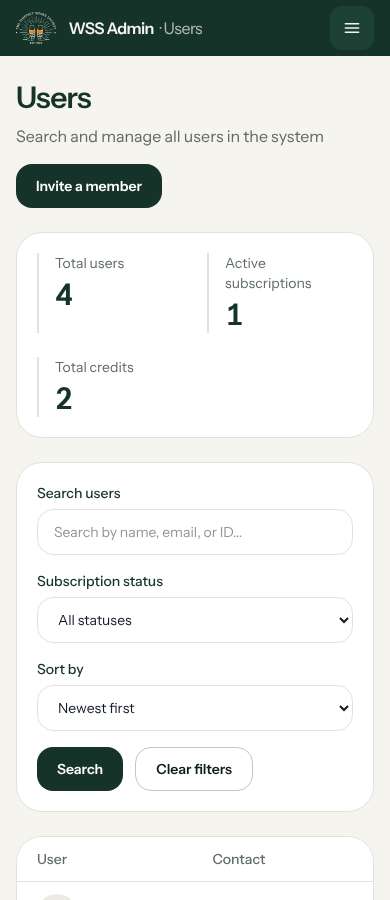 WSS Admin · Users
Users
Search and manage all users in the system
Invite a member
Total users
4
Active
subscriptions
1
Total credits
2
Search users
Search by name, email, or ID...
Subscription status
All statuses
Sort by
Newest first
Search
Clear filters
User
Contact